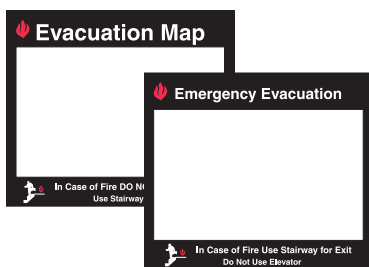 Evacuation Map
In Case of Fire DO
Use Stairway
Emergency Evacuation
In Case of Fire Use Stairway for Exit
Do Not Use Elevator